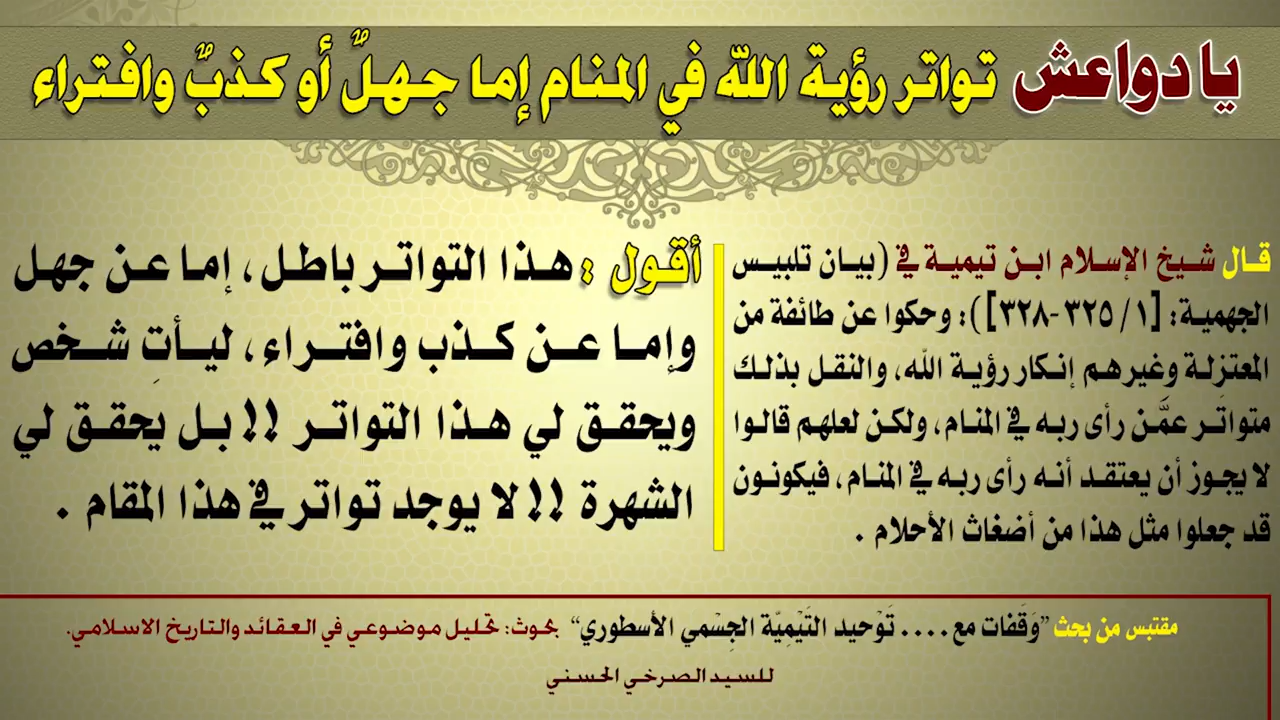 يا دواعش تواتر رؤية الله في المنام إما جهلٌ أو كذبٌ وافتراء
قال شيخ الإسلام ابن تيمية في (بيان تلبيس
الجهمية: [١/ ٣٢٥-٣٢٨]): وحكوا عن طائفة من
المعتزِلة وغيرهم إنكار رؤية الله، والنقل بذلك
متواتر عمَّن رأى ربه في المنام، ولكن لعلهم قالوا
لا يجوز أن يعتقد أنه رأى ربه في المنام، فيكونون
قد جعلوا مثل هذا من أضغاث الأحلام .
أقول : هذا التواتر باطل، إما عن جهل
وإما عن كذب وافتراء، ليأتِ شخص
ويحقق لي هذا التواتر !! بل يحقق لي
الشهرة !! لا يوجد تواتر في هذا المقام .
مقتبس من بحث "وَقَفات مع.... تَوْحيد التَيْمِيّة الجِسْمي الأسطوري" بحوث: تحليل موضوعي في العقائد والتاريخ الاسلامي.
للسيد الصرخي الحسني